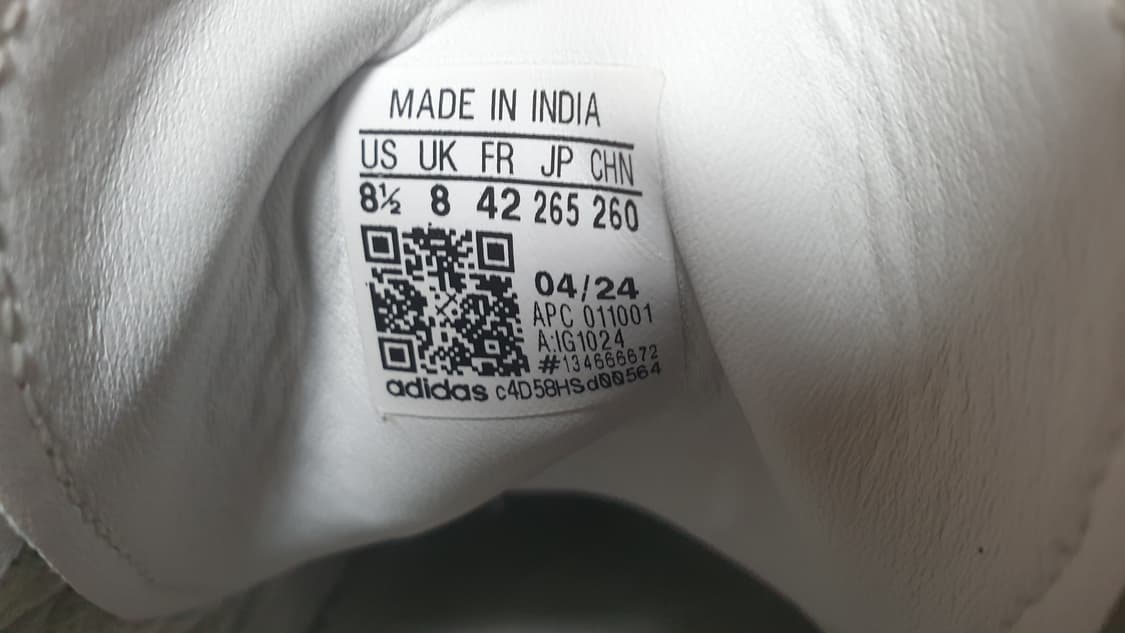 MADE IN INDIA
US UK FR JP CHN
8½ 8 42 265 260
04/24
APC 011001
A:IG1024
#134666672
adidas c4D58HSd00564